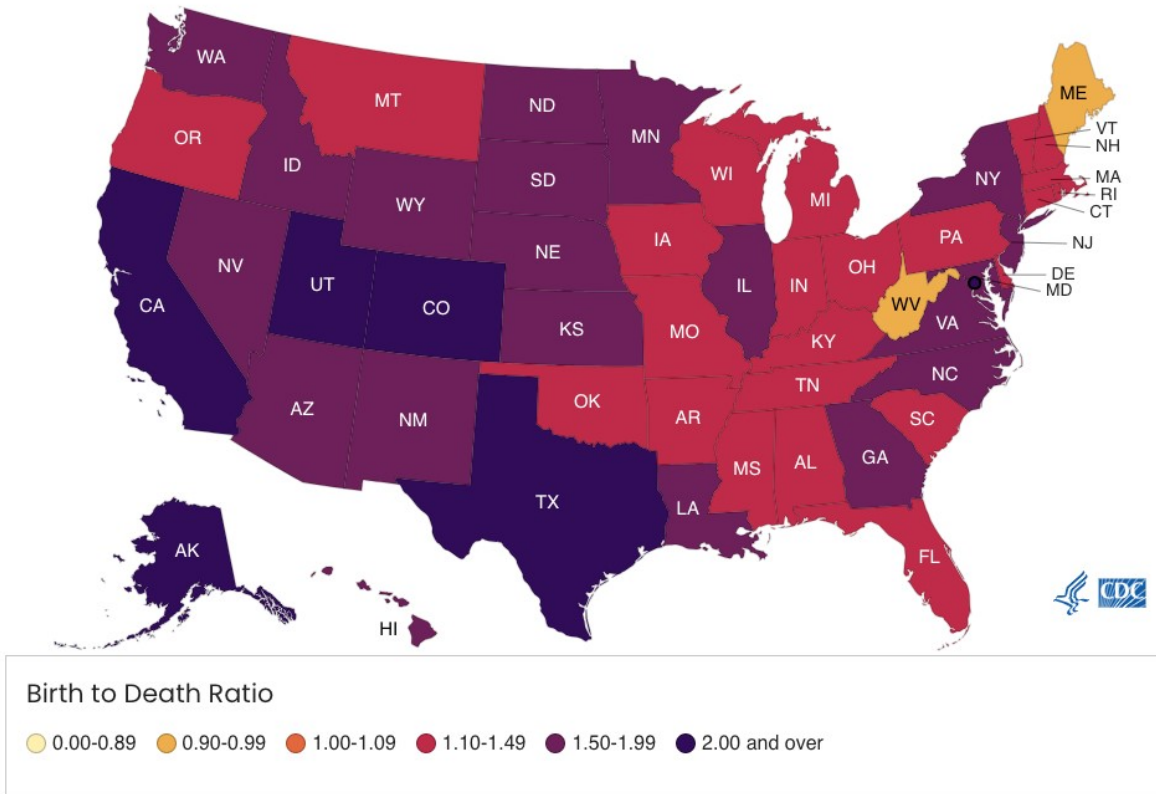 WA
MT
ND
MN
ME
OR
VT
NH
ID
SD
WI
NY
MA
WY
MI
RI
CT
NE
IA
PA
NJ
NV
OH
DE
UT
IL
IN
MD
CA
CO
WV
KS
MO
KY
VA
AZ
NM
OK
TN
NC
AR
SC
MS
AL
GA
TX
LA
AK
FL
HI
CDC
Birth to Death Ratio
0.00-0.89 0.90-0.99 1.00-1.09 1.10-1.49 1.50-1.99 2.00 and over